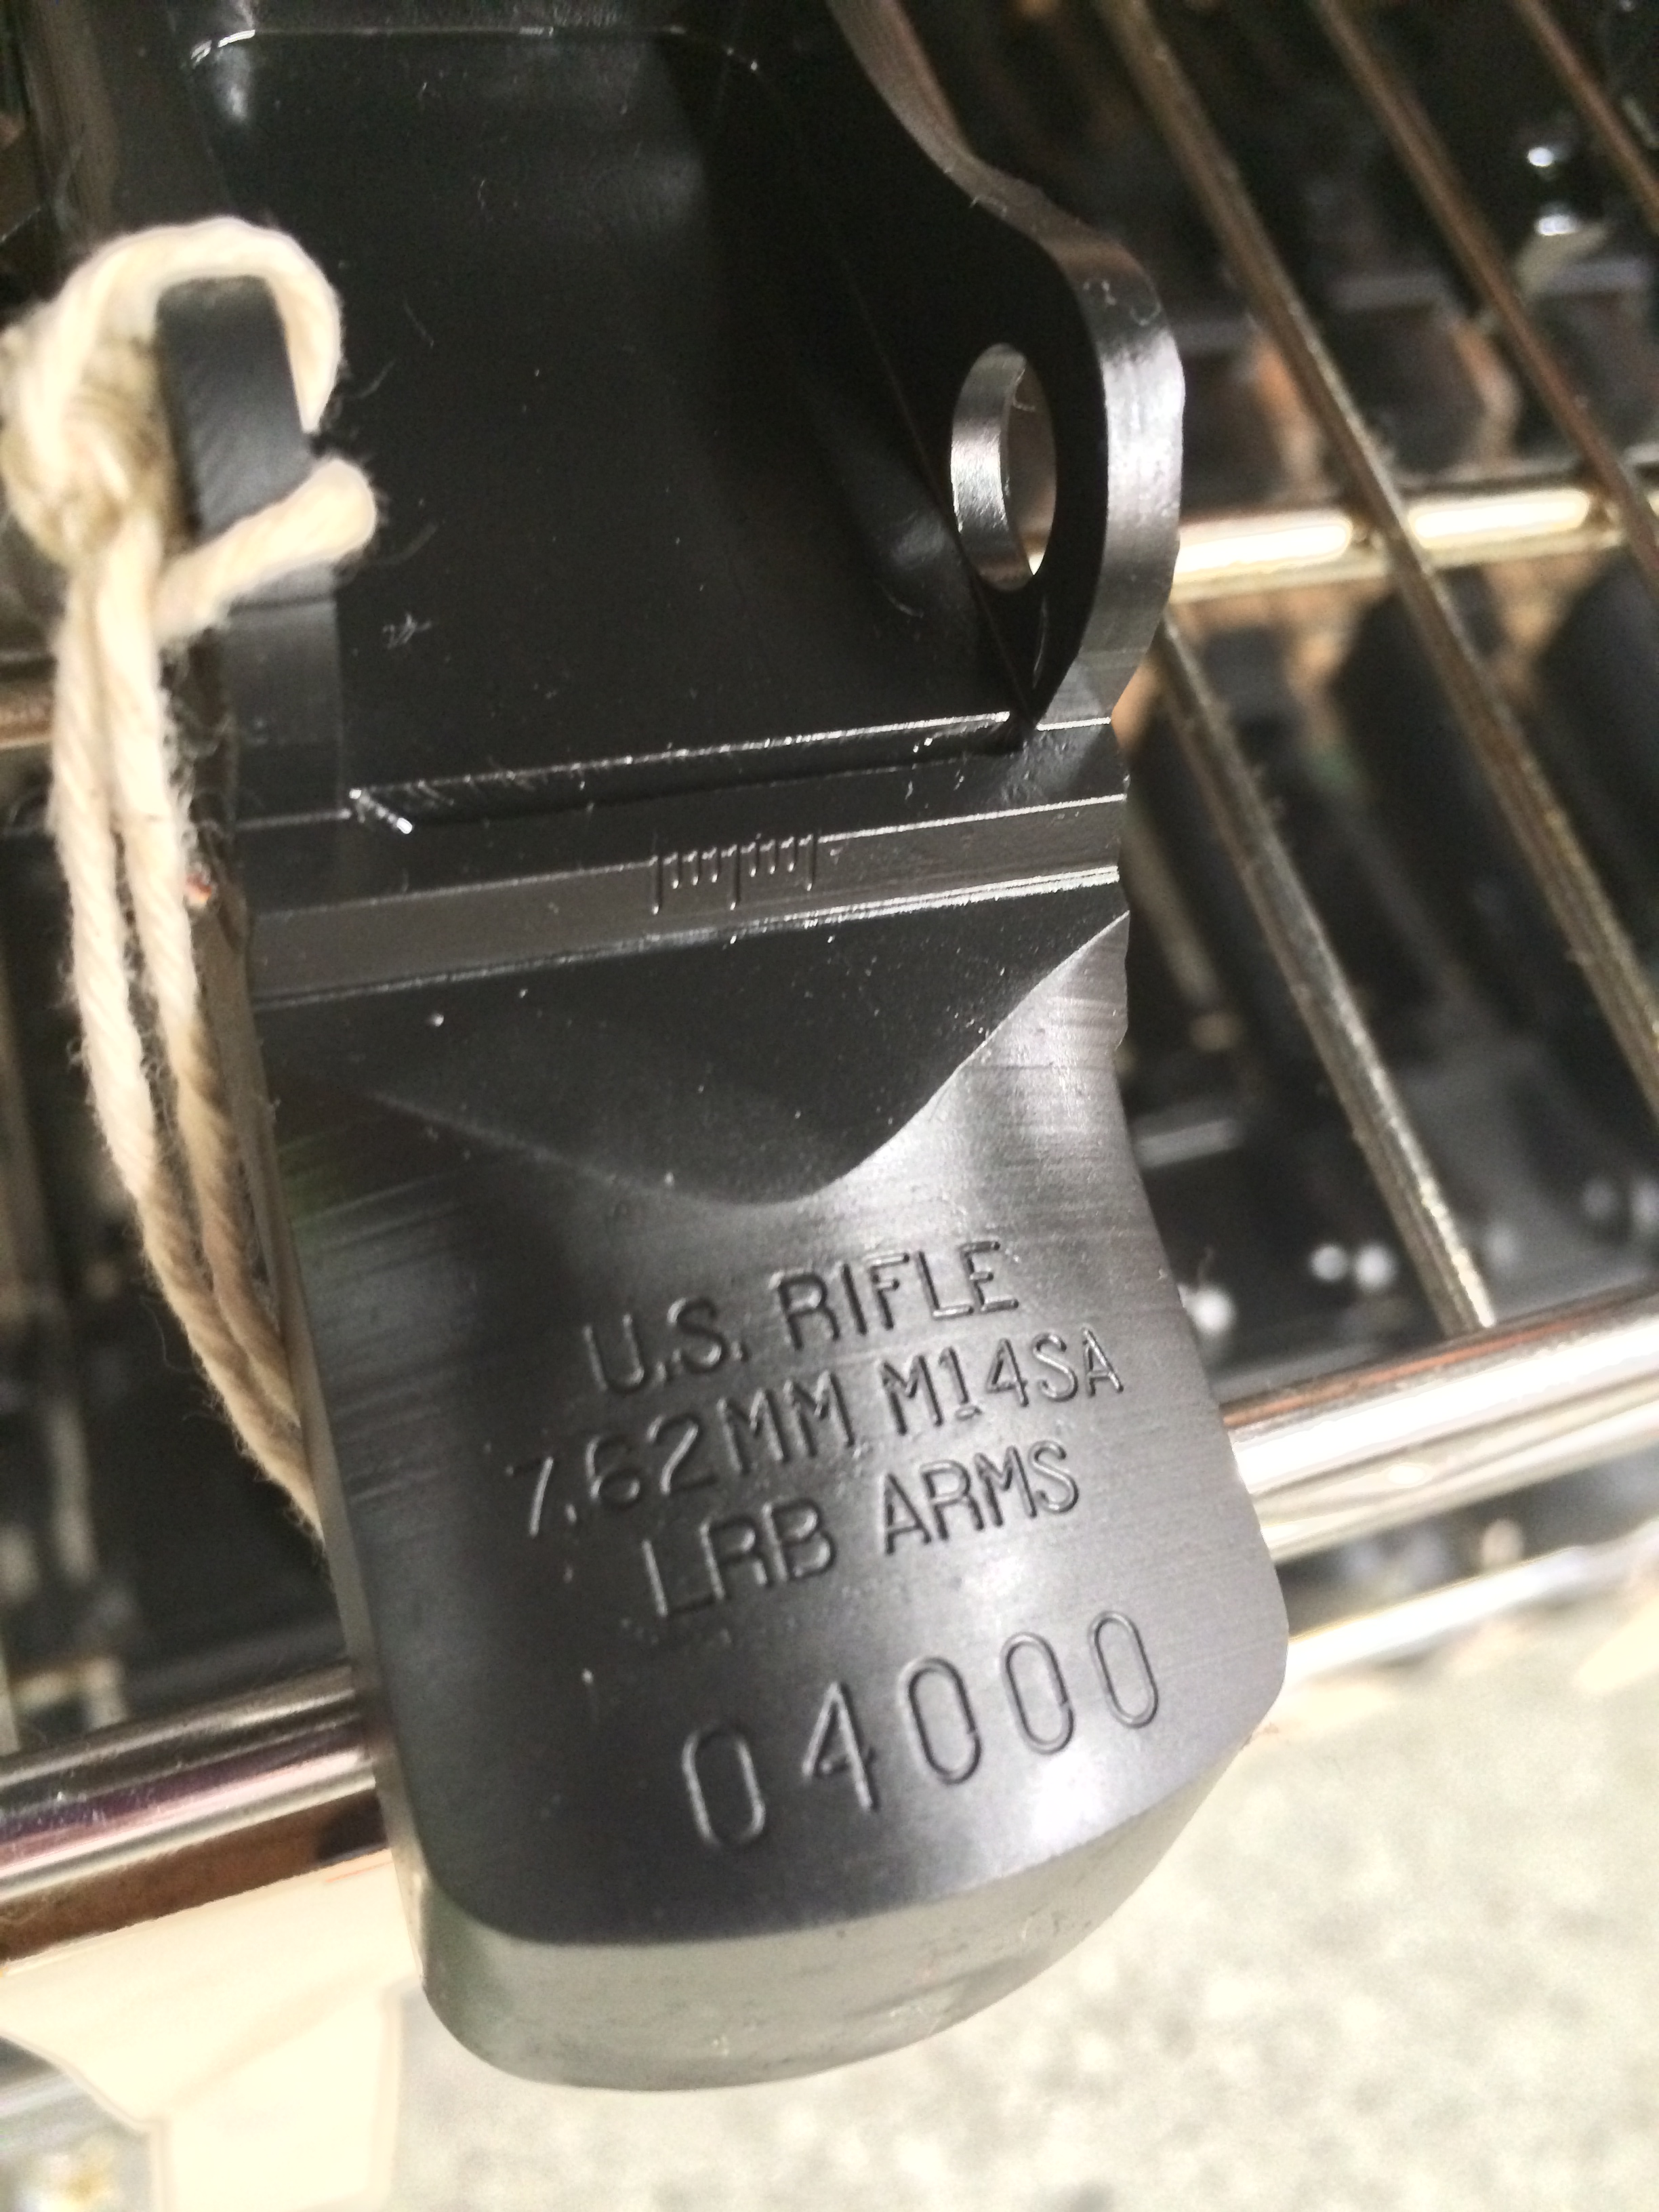 U.S. RIFLE
7.62MM M14SA
LRB ARMS
04000